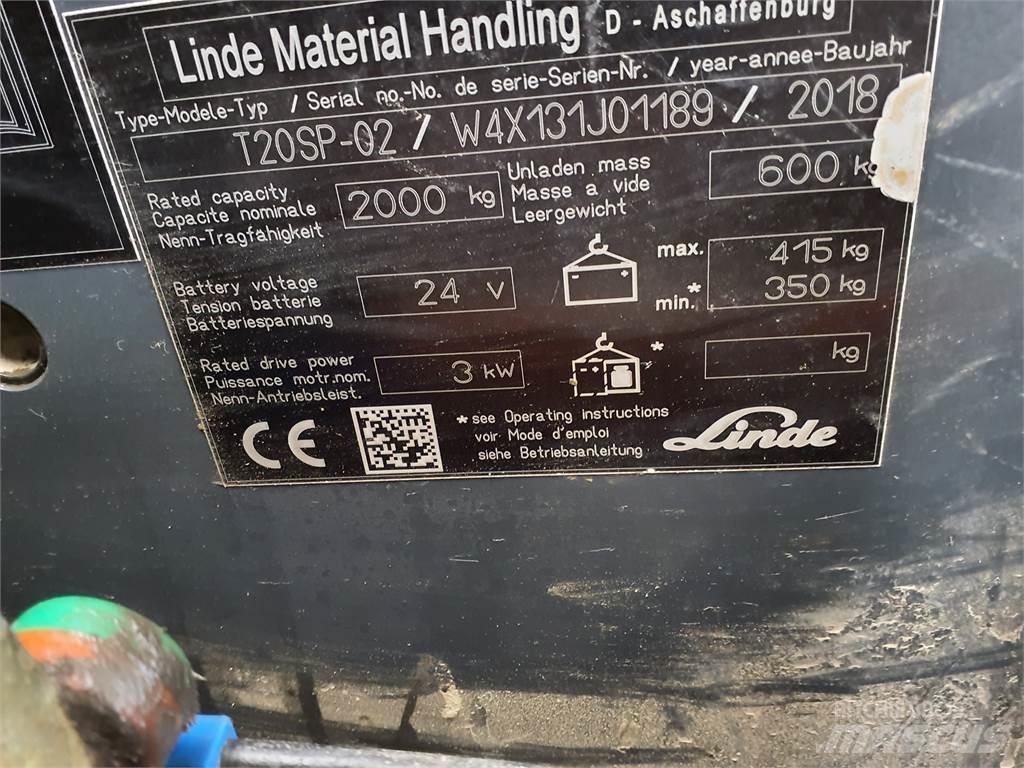 Linde Material Handling D - Aschaffenburg
Type-Modele-Typ / Serial no.-No. de serie-Serien-Nr. / year-annee-Baujahr
T20SP-02 / W4X131J01189 / 2018
Rated capacity
Capacite nominale
Nenn-Tragfähigkeit
2000 kg
Unladen mass
Masse a vide
Leergewicht
600 kg
Battery voltage
Tension batterie
Batteriespannung
24 V
max. 415 kg
min.* 350 kg
Rated drive power
Puissance motr.nom.
Nenn-Antriebsleist.
3 kW
* kg
CE
*see Operating instructions
voir Mode d'emploi
siehe Betriebsanleitung
Linde
MASCUS